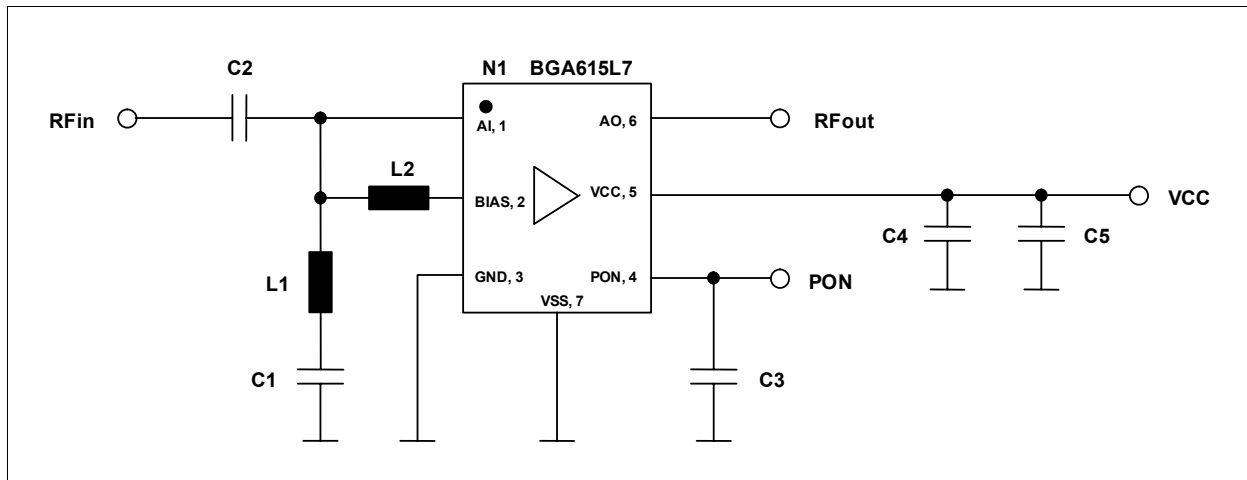 C2
N1 BGA615L7
RFin
AI, 1
AO, 6
RFout
L2
BIAS, 2
VCC, 5
VCC
C4
C5
L1
GND, 3
PON, 4
PON
VSS, 7
C1
C3